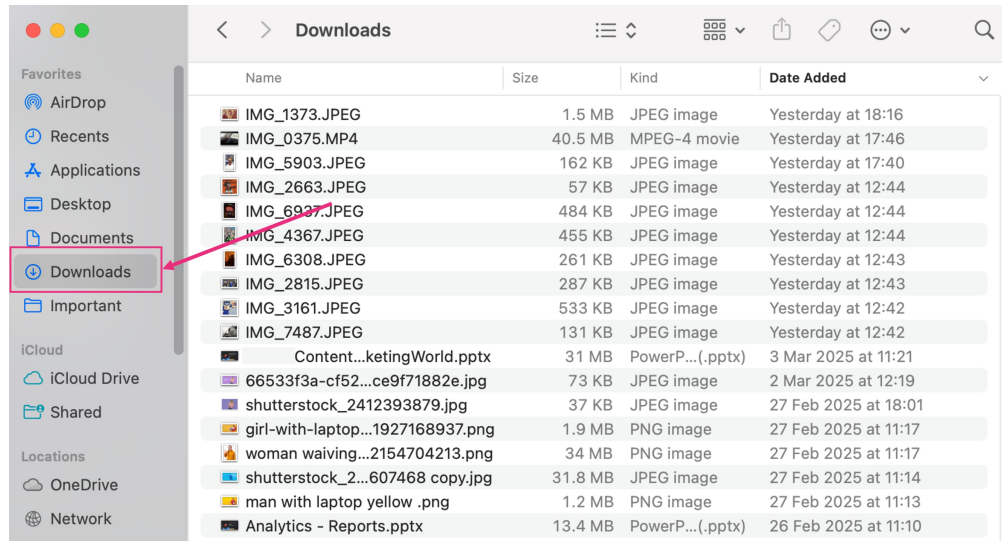 Downloads
Favorites
AirDrop
Recents
Applications
Desktop
Documents
Downloads
Important
iCloud
iCloud Drive
Shared
Locations
OneDrive
Network
Name Size Kind Date Added
IMG_1373.JPEG 1.5 MB JPEG image Yesterday at 18:16
IMG_0375.MP4 40.5 MB MPEG-4 movie Yesterday at 17:46
IMG_5903.JPEG 162 KB JPEG image Yesterday at 17:40
IMG_2663.JPEG 57 KB JPEG image Yesterday at 12:44
IMG_6937.JPEG 484 KB JPEG image Yesterday at 12:44
IMG_4367.JPEG 455 KB JPEG image Yesterday at 12:44
IMG_6308.JPEG 261 KB JPEG image Yesterday at 12:43
IMG_2815.JPEG 287 KB JPEG image Yesterday at 12:43
IMG_3161.JPEG 533 KB JPEG image Yesterday at 12:42
IMG_7487.JPEG 131 KB JPEG image Yesterday at 12:42
Content...ketingWorld.pptx 31 MB PowerP...(.pptx) 3 Mar 2025 at 11:21
66533f3a-cf52...ce9f71882e.jpg 73 KB JPEG image 2 Mar 2025 at 12:19
shutterstock_2412393879.jpg 37 KB JPEG image 27 Feb 2025 at 18:01
girl-with-laptop...1927168937.png 1.9 MB PNG image 27 Feb 2025 at 11:17
woman waiving...2154704213.png 34 MB PNG image 27 Feb 2025 at 11:17
shutterstock_2...607468 copy.jpg 31.8 MB JPEG image 27 Feb 2025 at 11:14
man with laptop yellow .png 1.2 MB PNG image 27 Feb 2025 at 11:13
Analytics - Reports.pptx 13.4 MB PowerP...(.pptx) 26 Feb 2025 at 11:10